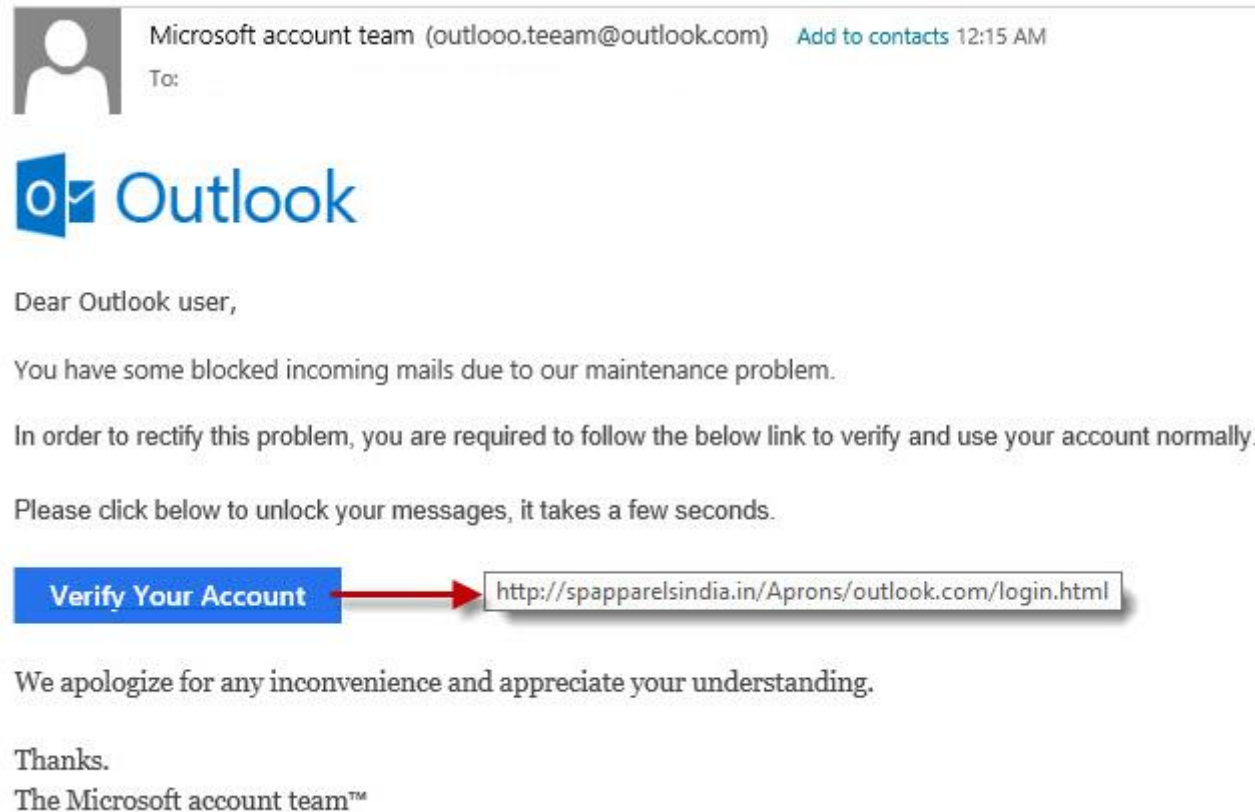 Microsoft account team (outlooo.teeam@outlook.com) Add to contacts 12:15 AM
To:
Outlook
Dear Outlook user,
You have some blocked incoming mails due to our maintenance problem.
In order to rectify this problem, you are required to follow the below link to verify and use your account normally.
Please click below to unlock your messages, it takes a few seconds.
Verify Your Account http://spapparelsindia.in/Aprons/outlook.com/login.html
We apologize for any inconvenience and appreciate your understanding.
Thanks.
The Microsoft account team™